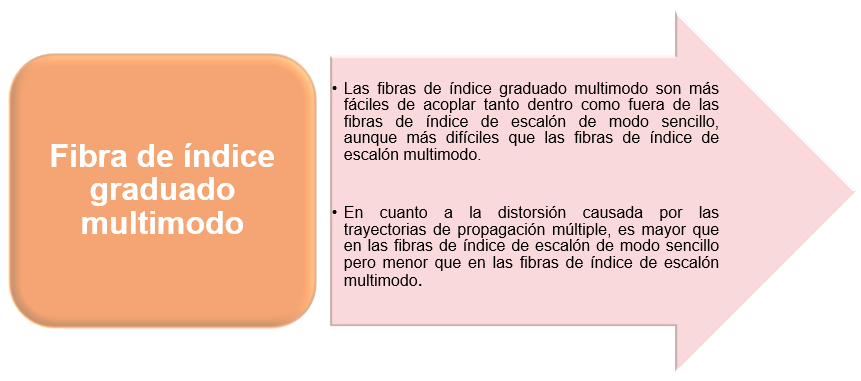 Fibra de índice
graduado
multimodo
• Las fibras de índice graduado multimodo son más
fáciles de acoplar tanto dentro como fuera de las
fibras de índice de escalón de modo sencillo,
aunque más difíciles que las fibras de índice de
escalón multimodo.
• En cuanto a la distorsión causada por las
trayectorias de propagación múltiple, es mayor que
en las fibras de índice de escalón de modo sencillo
pero menor que en las fibras de índice de escalón
multimodo.